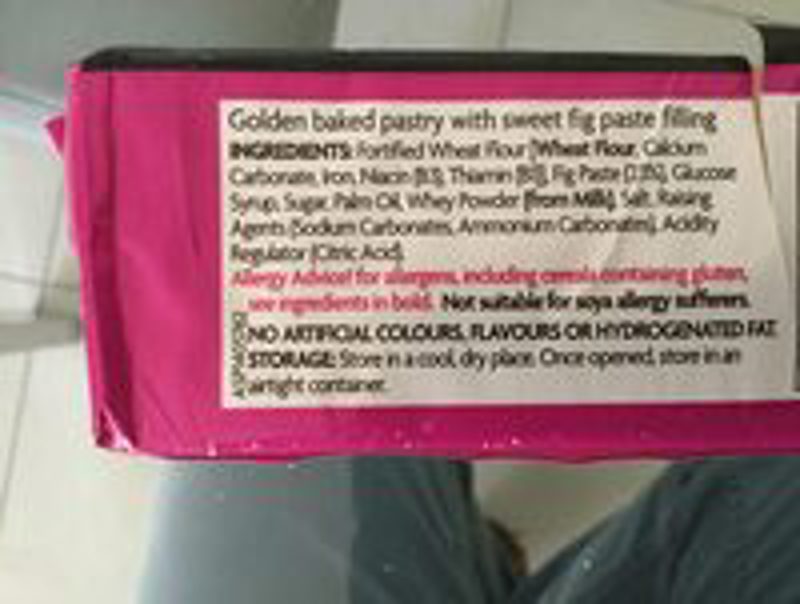 Golden baked pastry with sweet fig paste filling
INGREDIENTS: Fortified Wheat Flour [Wheat Flour, Calcium
Carbonate, Iron, Niacin (B3), Thiamin (B1)], Fig Paste Glucose
Syrup, Sugar, Palm Oil, Whey Powder (from Milk), Salt, Raising
Agents (Sodium Carbonates, Ammonium Carbonates), Acidity
Regulator (Citric Acid).
Allergy Advice! for allergens, including cereals containing gluten,
see ingredients in bold. Not suitable for soya allergy sufferers.
NO ARTIFICIAL COLOURS, FLAVOURS OR HYDROGENATED FAT.
STORAGE: Store in a cool, dry place. Once opened, store in an
airtight container.